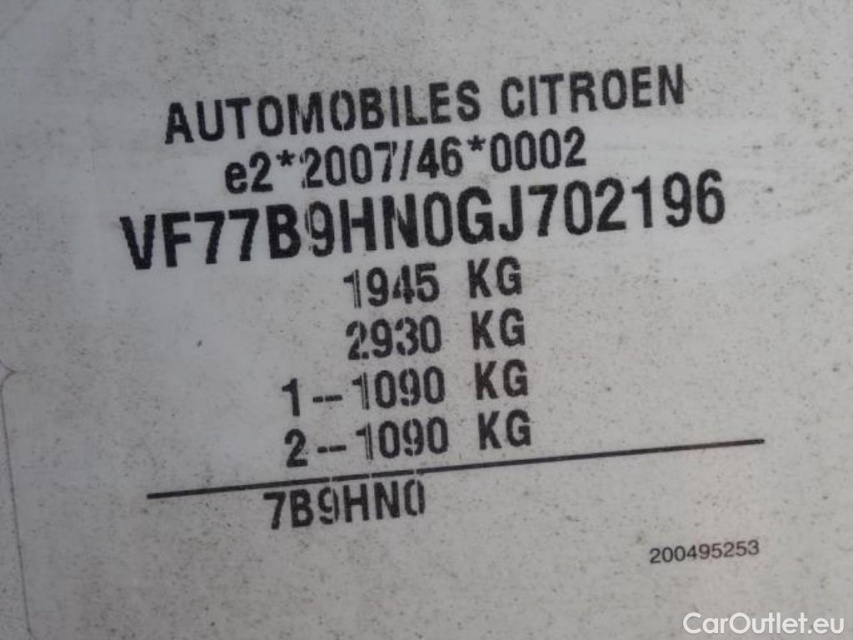 AUTOMOBILES CITROEN
e2*2007/46*0002
VF77B9HN0GJ702196
1945 KG
2930 KG
1--1090 KG
2--1090 KG
7B9HN0
200495253
CarOutlet.eu